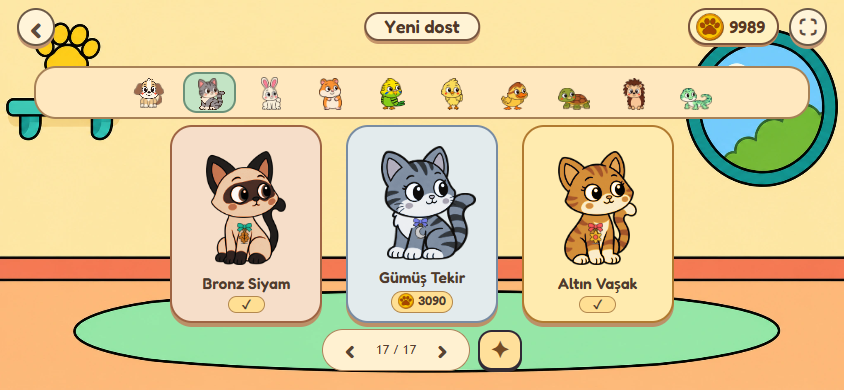 Yeni dost
9989
Bronz Siyam
✓
Gümüş Tekir
3090
Altın Vaşak
✓
17 / 17